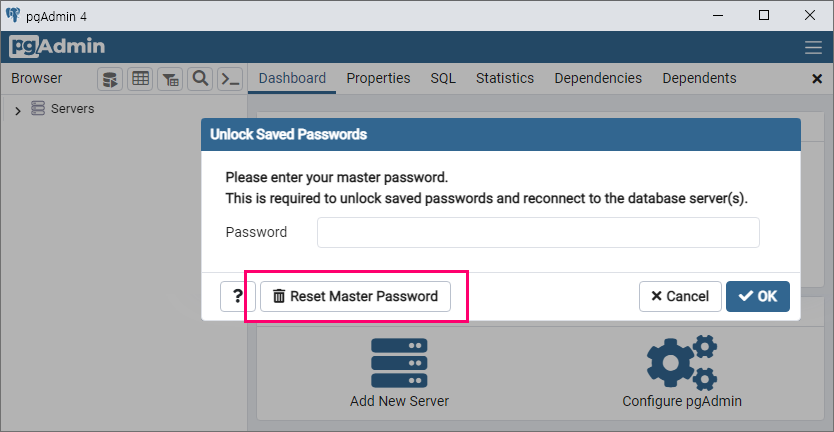 pgAdmin 4
pgAdmin
Browser
Dashboard Properties SQL Statistics Dependencies Dependents
Servers
Unlock Saved Passwords
Please enter your master password.
This is required to unlock saved passwords and reconnect to the database server(s).
Password
? Reset Master Password Cancel OK
Add New Server Configure pgAdmin